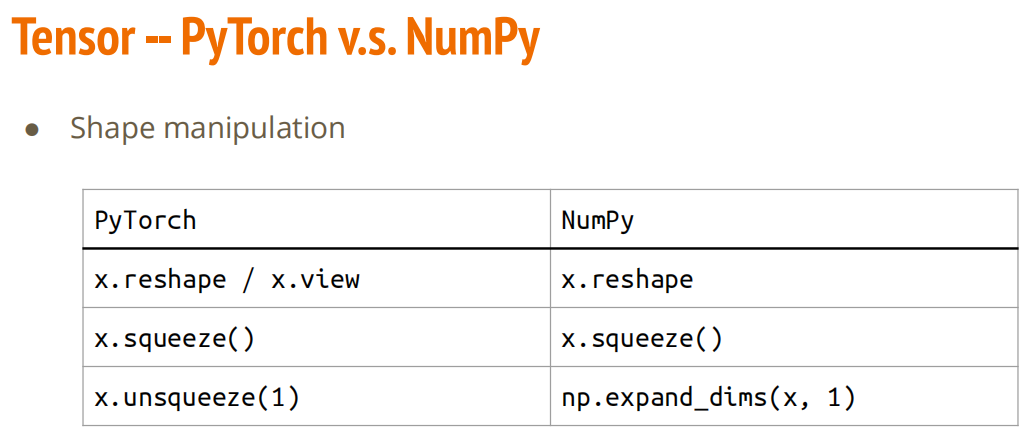 Tensor -- PyTorch v.s. NumPy
● Shape manipulation
PyTorch NumPy
x.reshape / x.view x.reshape
x.squeeze() x.squeeze()
x.unsqueeze(1) np.expand_dims(x, 1)